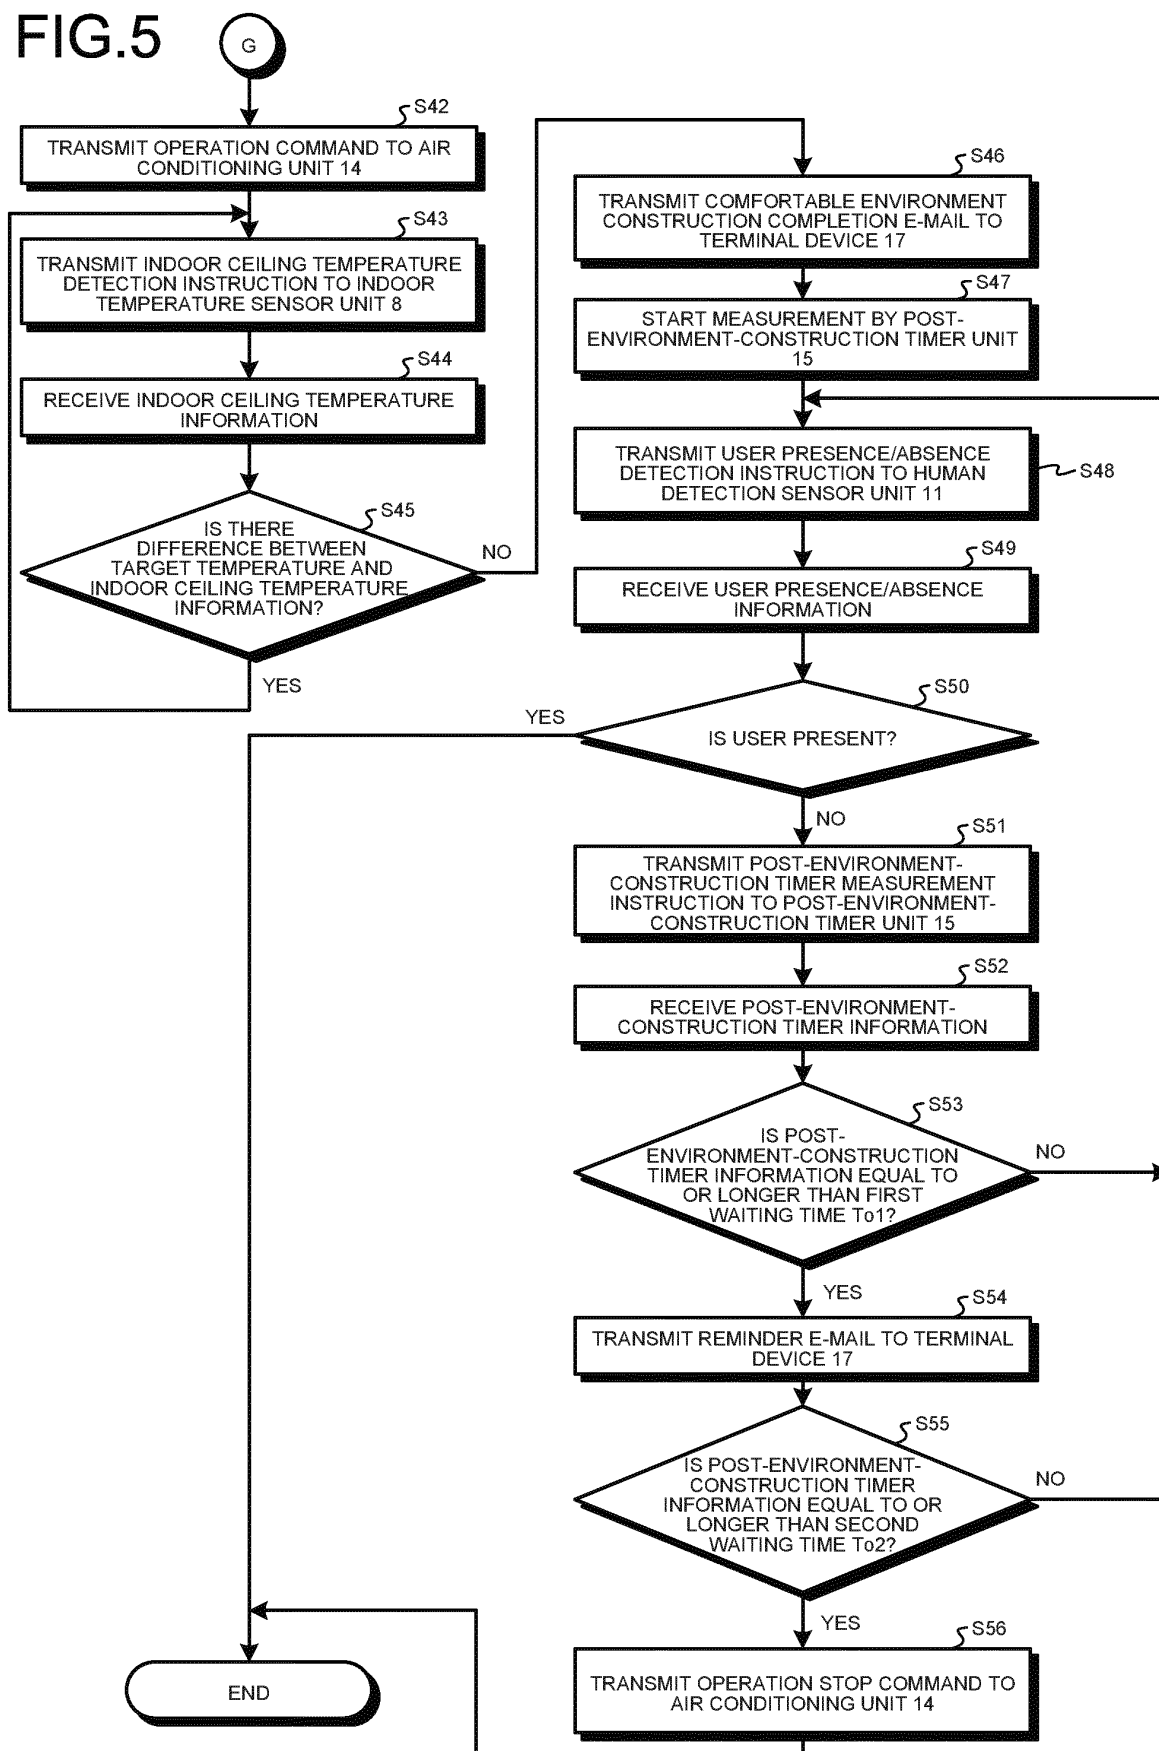 FIG.5
G
S42
TRANSMIT OPERATION COMMAND TO AIR
CONDITIONING UNIT 14
S43
TRANSMIT INDOOR CEILING TEMPERATURE
DETECTION INSTRUCTION TO INDOOR
TEMPERATURE SENSOR UNIT 8
S44
RECEIVE INDOOR CEILING TEMPERATURE
INFORMATION
S45
IS THERE
DIFFERENCE BETWEEN
TARGET TEMPERATURE AND
INDOOR CEILING TEMPERATURE
INFORMATION?
NO
YES
S46
TRANSMIT COMFORTABLE ENVIRONMENT
CONSTRUCTION COMPLETION E-MAIL TO
TERMINAL DEVICE 17
S47
START MEASUREMENT BY POST-
ENVIRONMENT-CONSTRUCTION TIMER UNIT
15
S48
TRANSMIT USER PRESENCE/ABSENCE
DETECTION INSTRUCTION TO HUMAN
DETECTION SENSOR UNIT 11
S49
RECEIVE USER PRESENCE/ABSENCE
INFORMATION
S50
IS USER PRESENT?
YES
NO
S51
TRANSMIT POST-ENVIRONMENT-
CONSTRUCTION TIMER MEASUREMENT
INSTRUCTION TO POST-ENVIRONMENT-
CONSTRUCTION TIMER UNIT 15
S52
RECEIVE POST-ENVIRONMENT-
CONSTRUCTION TIMER INFORMATION
S53
IS POST-
ENVIRONMENT-CONSTRUCTION
TIMER INFORMATION EQUAL TO
OR LONGER THAN FIRST
WAITING TIME To1?
NO
YES
S54
TRANSMIT REMINDER E-MAIL TO TERMINAL
DEVICE 17
S55
IS POST-ENVIRONMENT-
CONSTRUCTION TIMER
INFORMATION EQUAL TO OR
LONGER THAN SECOND
WAITING TIME To2?
NO
YES
S56
TRANSMIT OPERATION STOP COMMAND TO
AIR CONDITIONING UNIT 14
END